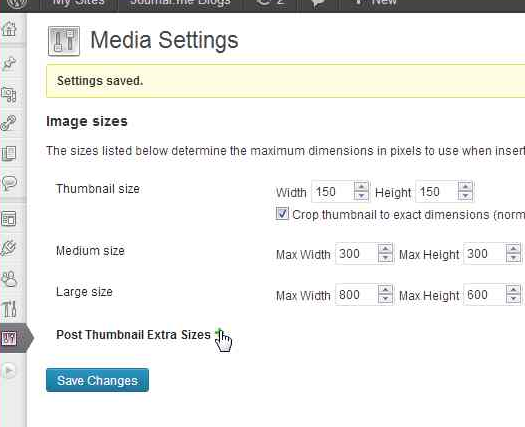 My Sites Journal.me Blogs 2 New
Media Settings
Settings saved.
Image sizes
The sizes listed below determine the maximum dimensions in pixels to use when insert
Thumbnail size
Width 150 Height 150
Crop thumbnail to exact dimensions (norm
Medium size
Max Width 300 Max Height 300
Large size
Max Width 800 Max Height 600
Post Thumbnail Extra Sizes
Save Changes